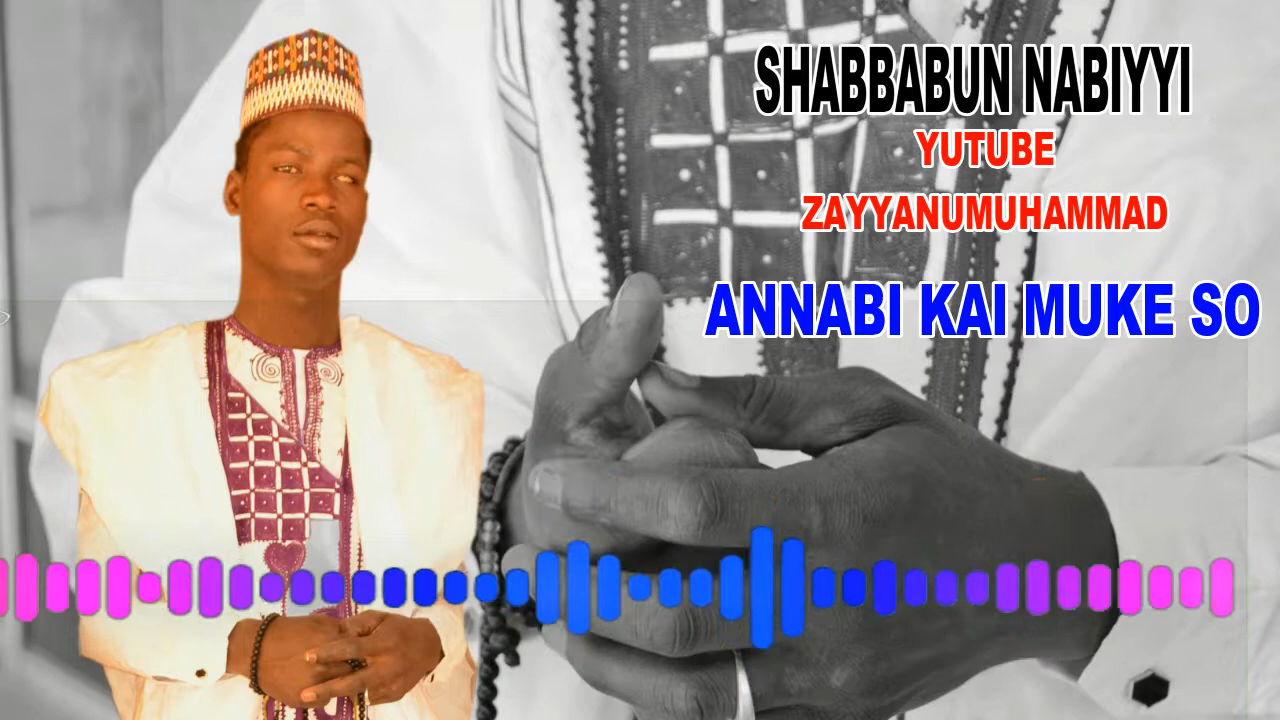 SHABBABUN NABIYYI
YUTUBE
ZAYYANUMUHAMMAD
ANNABI KAI MUKE SO